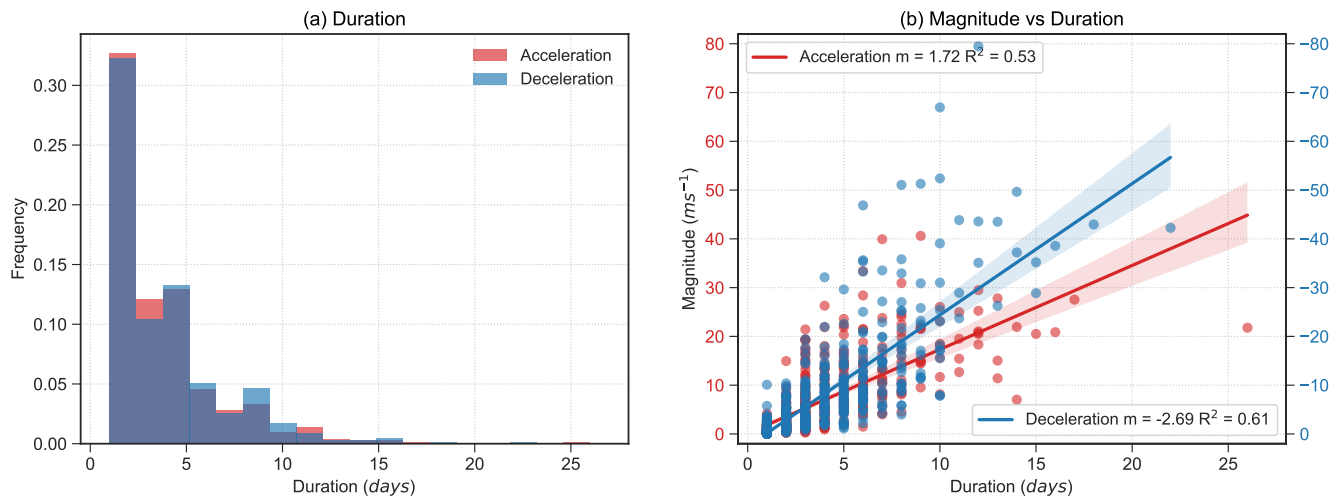 (a) Duration
Frequency
0.30
0.25
0.20
0.15
0.10
0.05
0.00
Acceleration
Deceleration
0 5 10 15 20 25
Duration (days)
(b) Magnitude vs Duration
Magnitude (ms⁻¹)
80
70
60
50
40
30
20
10
0
Acceleration m = 1.72 R² = 0.53
−80
−70
−60
−50
−40
−30
−20
−10
0
Deceleration m = -2.69 R² = 0.61
0 5 10 15 20 25
Duration (days)